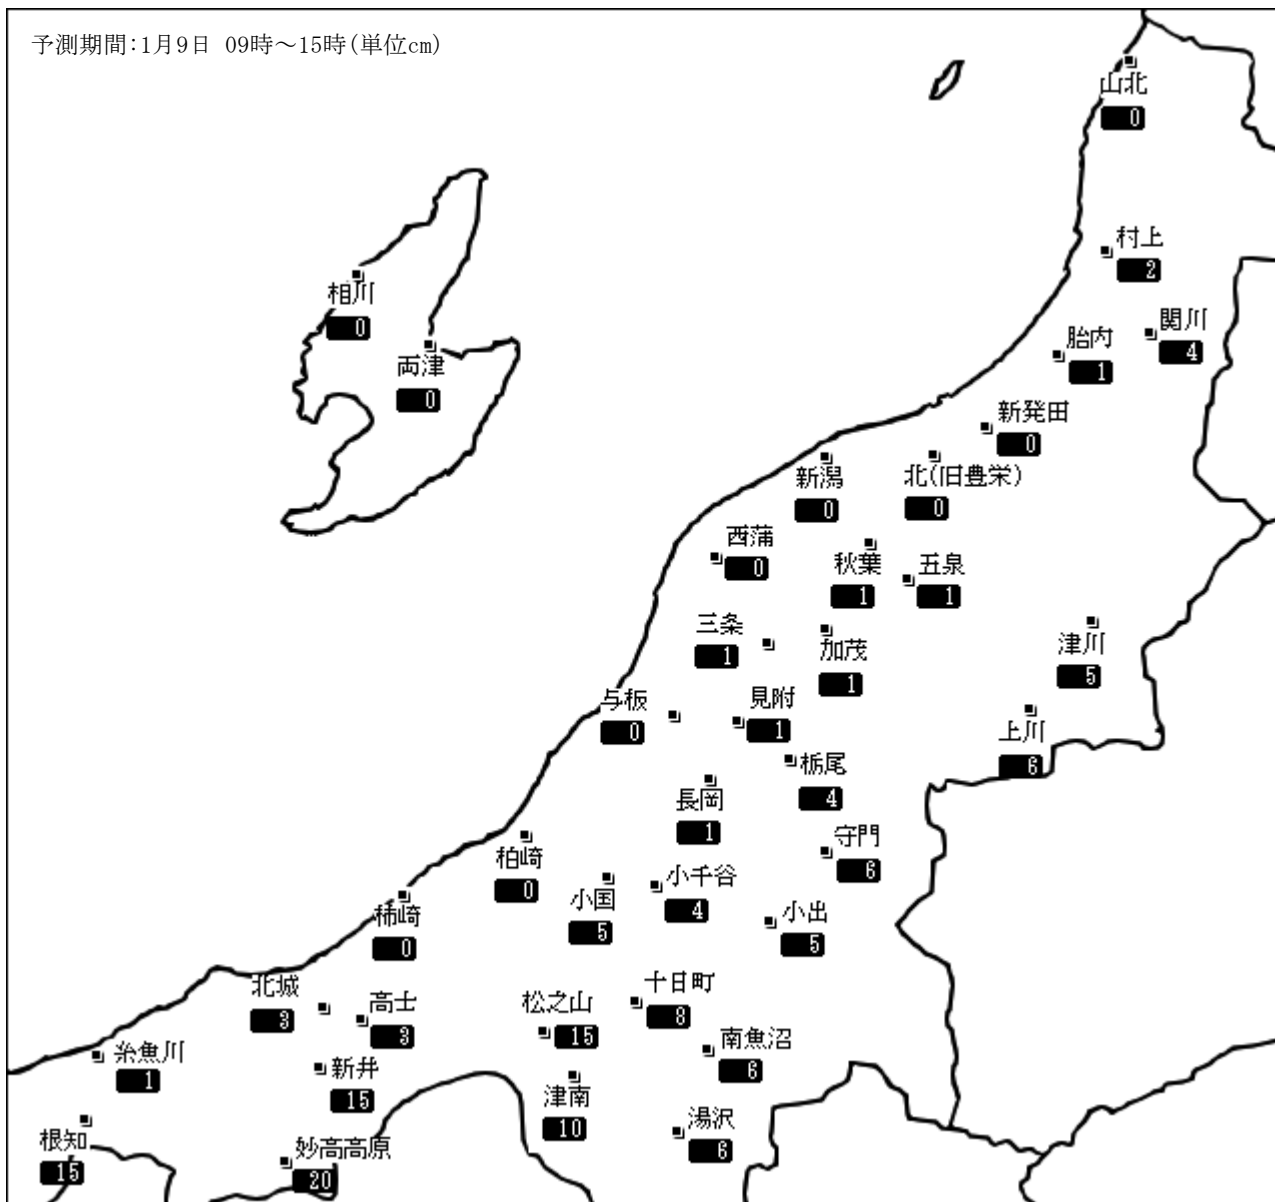 予測期間:1月9日 09時～15時(単位cm)
山北
0
村上
2
相川
0
関川
4
胎内
1
両津
0
新発田
0
新潟
0
北(旧豊栄)
0
西蒲
0
秋葉
1
五泉
1
三条
1
加茂
1
津川
5
与板
0
見附
1
上川
6
栃尾
4
長岡
1
守門
6
柏崎
0
小国
5
小千谷
4
小出
5
柿崎
0
北城
3
高士
3
松之山
15
十日町
8
南魚沼
6
糸魚川
1
新井
15
津南
10
湯沢
6
根知
15
妙高高原
20